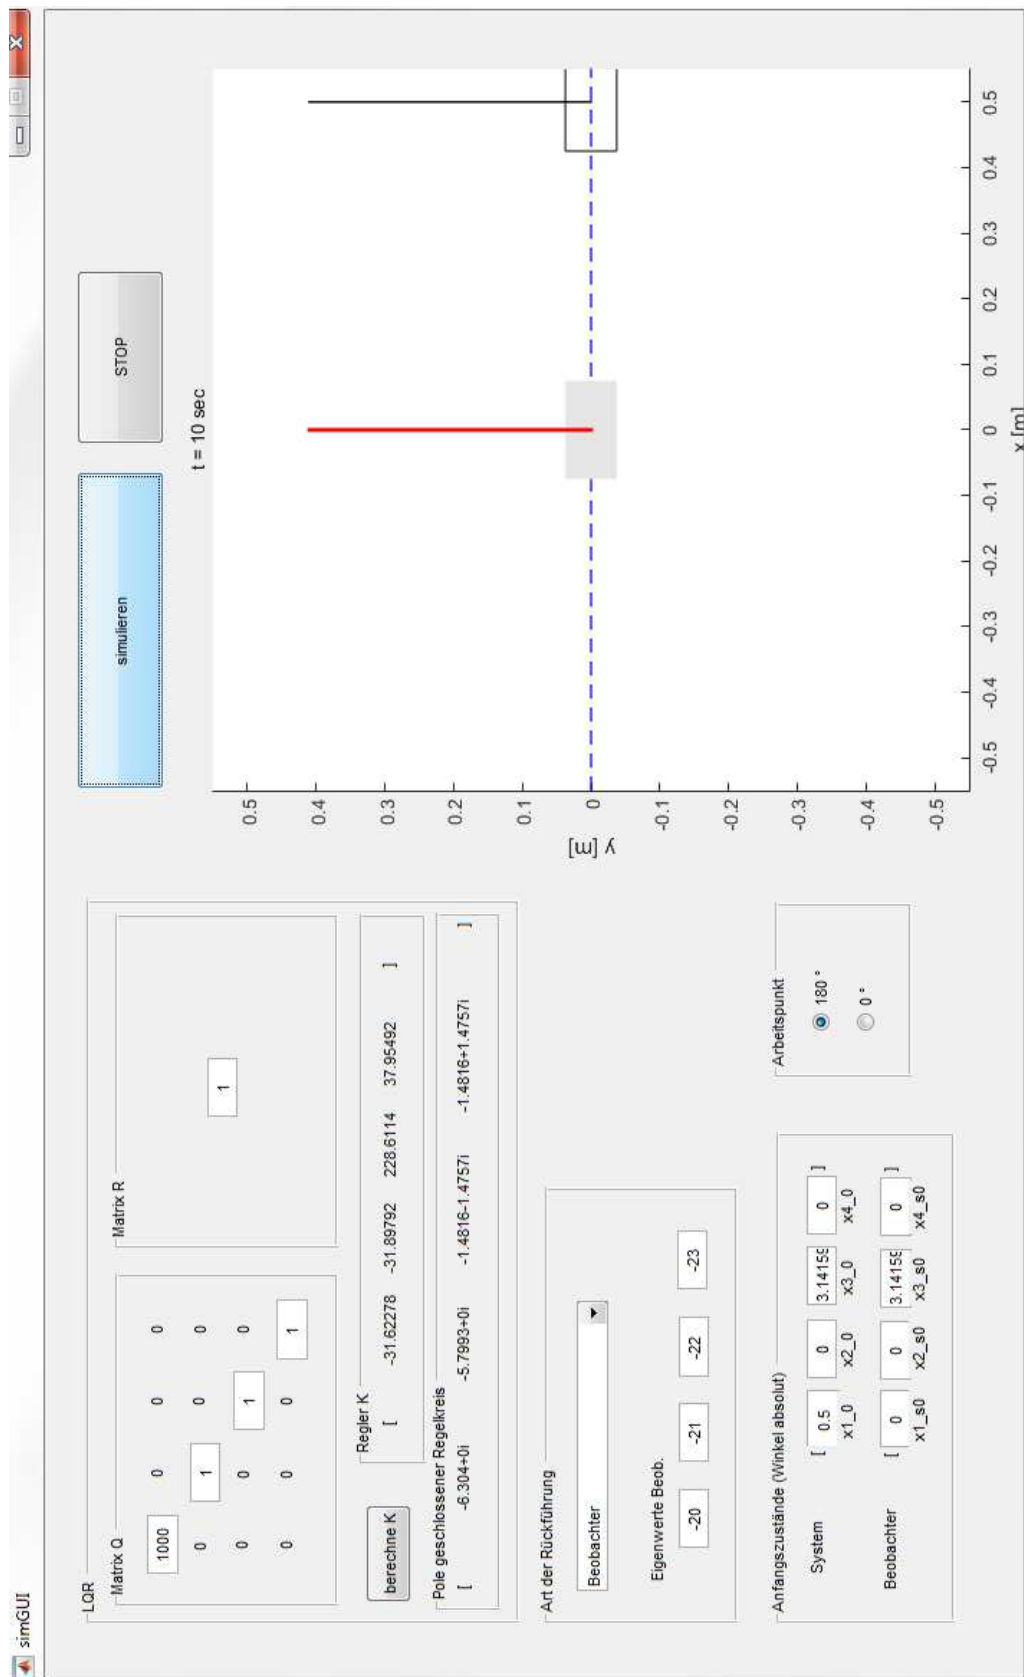 simGUI
LQR
Matrix Q
1000 0 0 0
0 1 0 0
0 0 1 0
0 0 0 1
Matrix R
1
berechne K
Regler K
[ -31.62278 -31.89792 228.6114 37.95492 ]
Pole geschlossener Regelkreis
[ -6.304+0i -5.7993+0i -1.4816-1.4757i -1.4816+1.4757i ]
Art der Rückführung
Beobachter
Eigenwerte Beob.
-20 -21 -22 -23
Anfangszustände (Winkel absolut)
System [ 0.5 0 3.14159 0 ]
x1_0 x2_0 x3_0 x4_0
Beobachter [ 0 0 3.14159 0 ]
x1_s0 x2_s0 x3_s0 x4_s0
Arbeitspunkt
180 °
0 °
simulieren
STOP
t = 10 sec
y [m]
0.5
0.4
0.3
0.2
0.1
0
-0.1
-0.2
-0.3
-0.4
-0.5
-0.5 -0.4 -0.3 -0.2 -0.1 0 0.1 0.2 0.3 0.4 0.5
x [m]